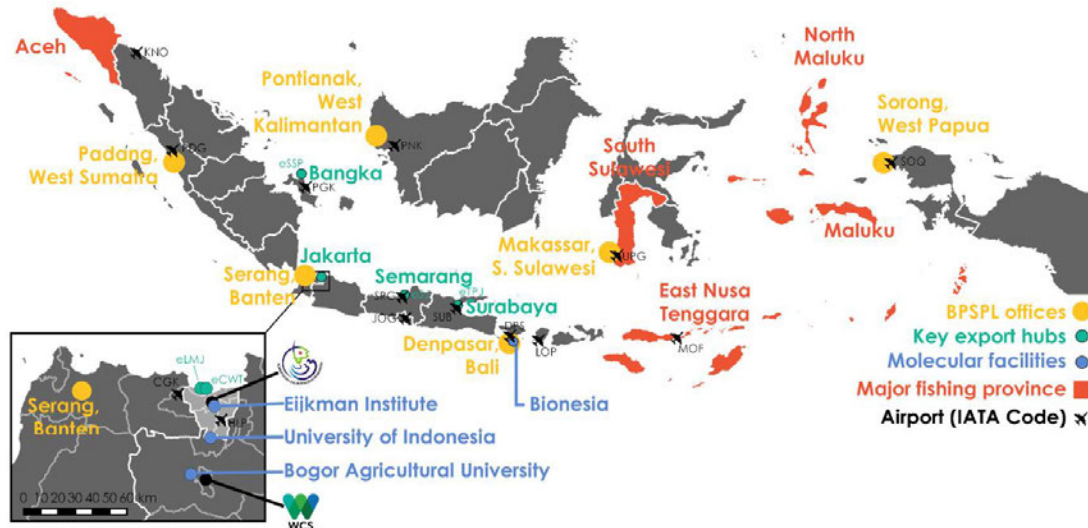 Aceh
KNO
North
Maluku
Pontianak,
West
Kalimantan
PNK
Sorong,
West Papua
SOQ
PDG
Padang,
West Sumatra
eSSP
Bangka
PGK
South
Sulawesi
Maluku
Makassar,
S. Sulawesi
UPG
Jakarta
Serang,
Banten
Semarang
SPC
JOG
eTPJ
Surabaya
SUB
East Nusa
Tenggara
DPS
LOP
MOF
Denpasar,
Bali
Bionesia
BPSPL offices
Key export hubs
Molecular facilities
Major fishing province
Airport (IATA Code)
eLMJ
eCWT
CGK
HLP
Serang,
Banten
Eijkman Institute
University of Indonesia
Bogor Agricultural University
0 10 20 30 40 50 60 km
WCS